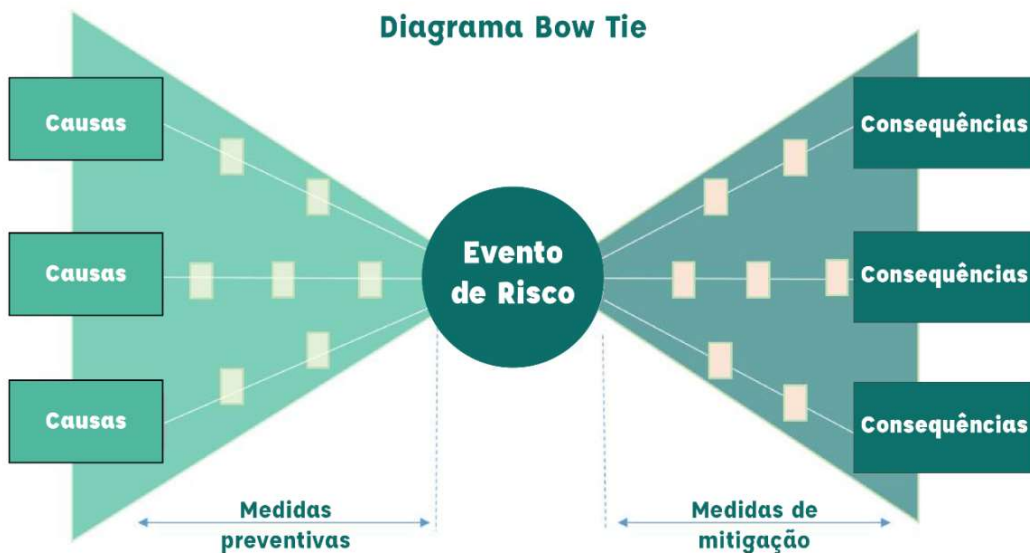 Diagrama Bow Tie
Causas
Consequências
Causas
Evento
de Risco
Consequências
Causas
Consequências
Medidas
preventivas
Medidas de
mitigação